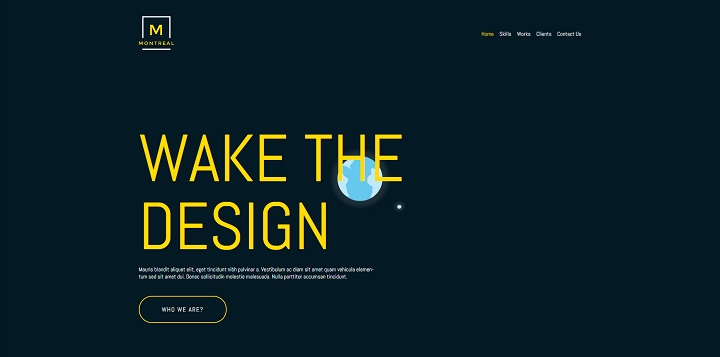 M
MONTREAL
Home Skills Works Clients Contact Us
WAKE THE
DESIGN
Mauris blandit aliquet elit, eget tincidunt nibh pulvinar a. Vestibulum ac diam sit amet quam vehicula elemen-
tum sed sit amet dui. Donec sollicitudin molestie malesuada. Nulla porttitor accumsan tincidunt.
WHO WE ARE?